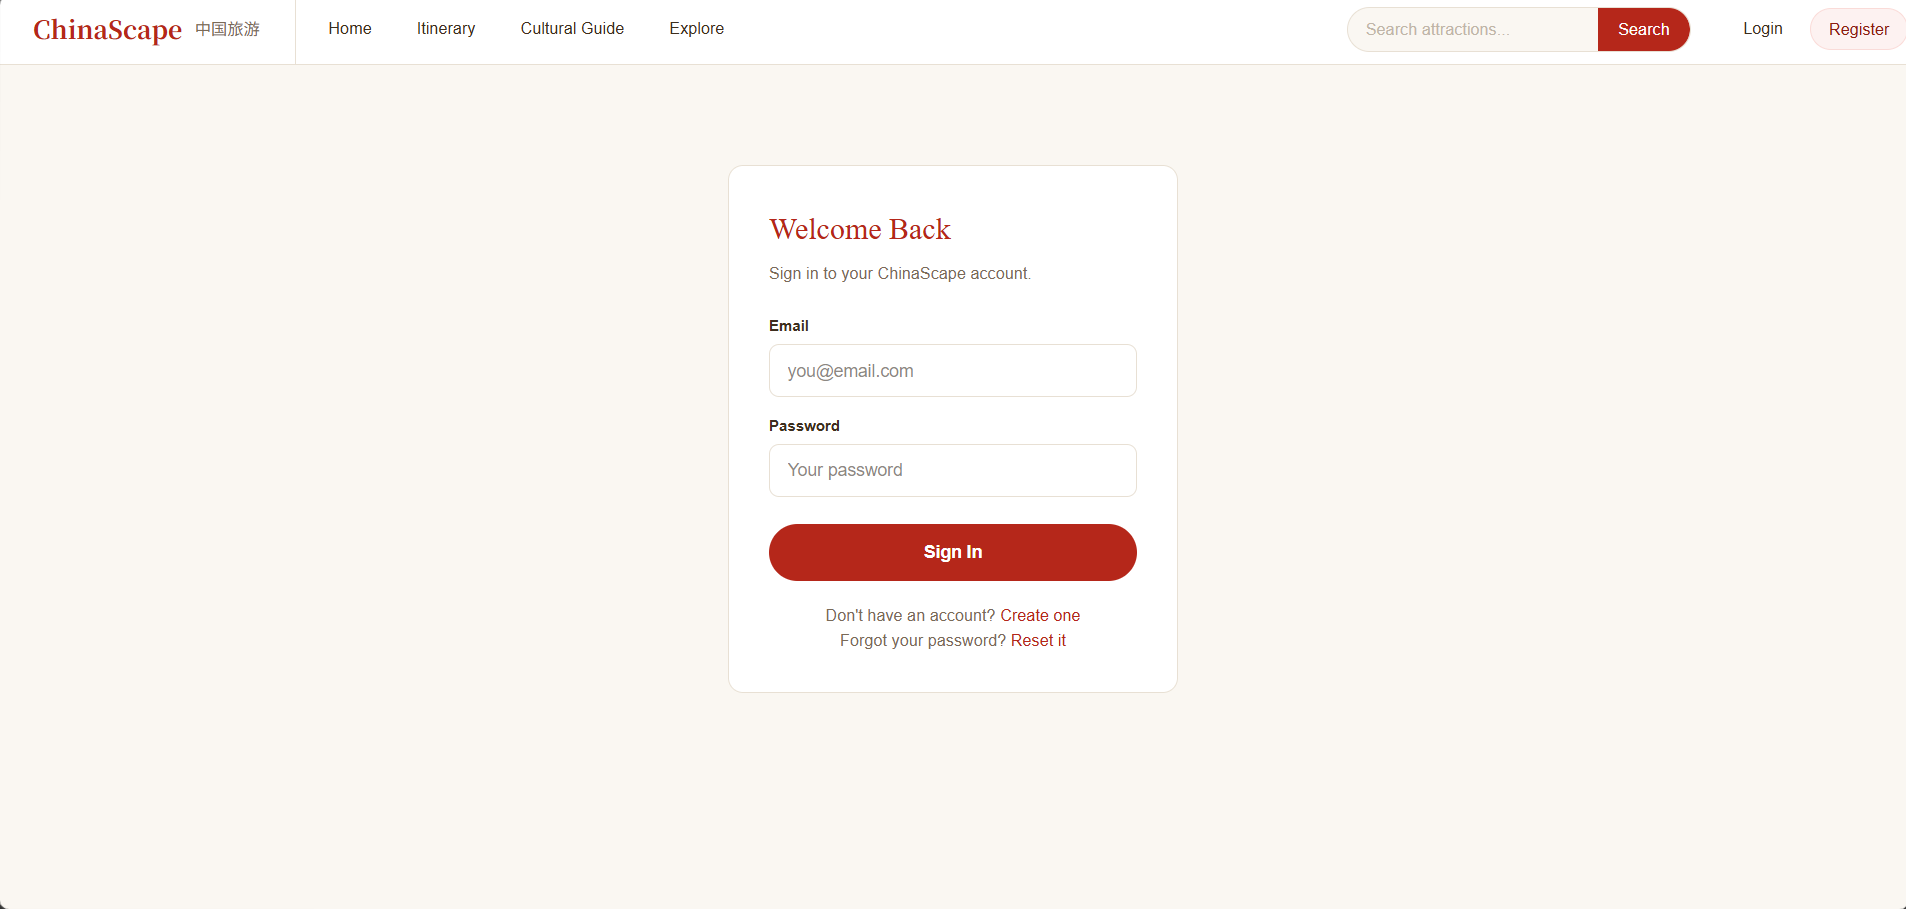 ChinaScape 中国旅游 Home Itinerary Cultural Guide Explore Search attractions... Search Login Register
Welcome Back
Sign in to your ChinaScape account.
Email
you@email.com
Password
Your password
Sign In
Don't have an account? Create one
Forgot your password? Reset it